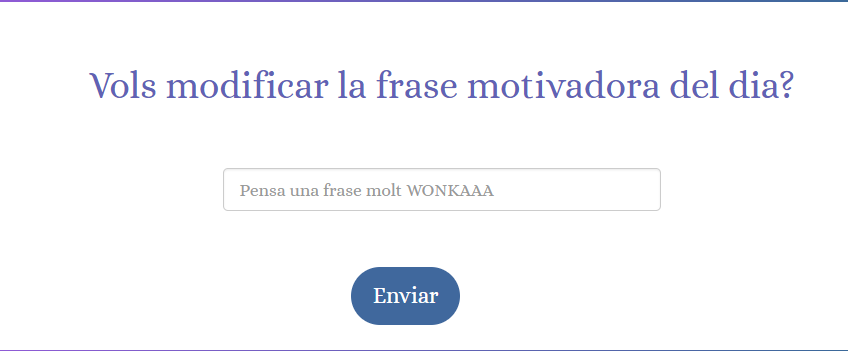 Vols modificar la frase motivadora del dia?
Pensa una frase molt WONKAAA
Enviar